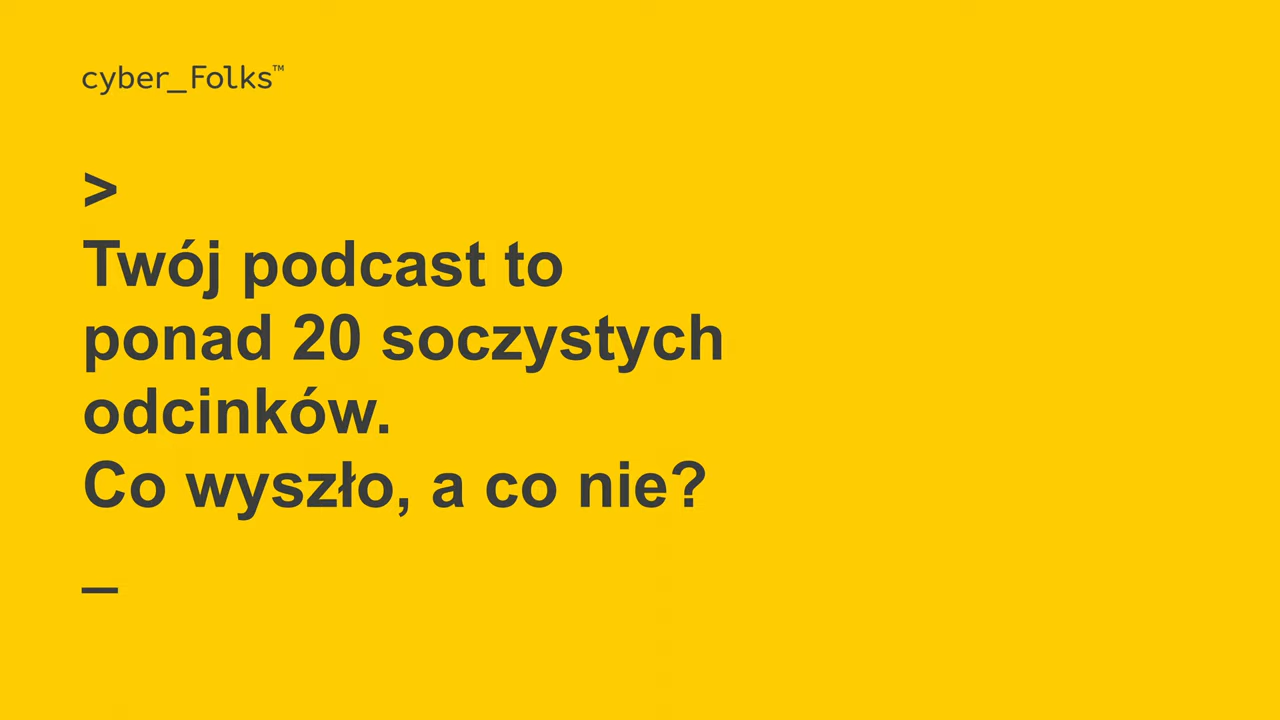 cyber_Folks™
>
Twój podcast to
ponad 20 soczystych
odcinków.
Co wyszło, a co nie?
_